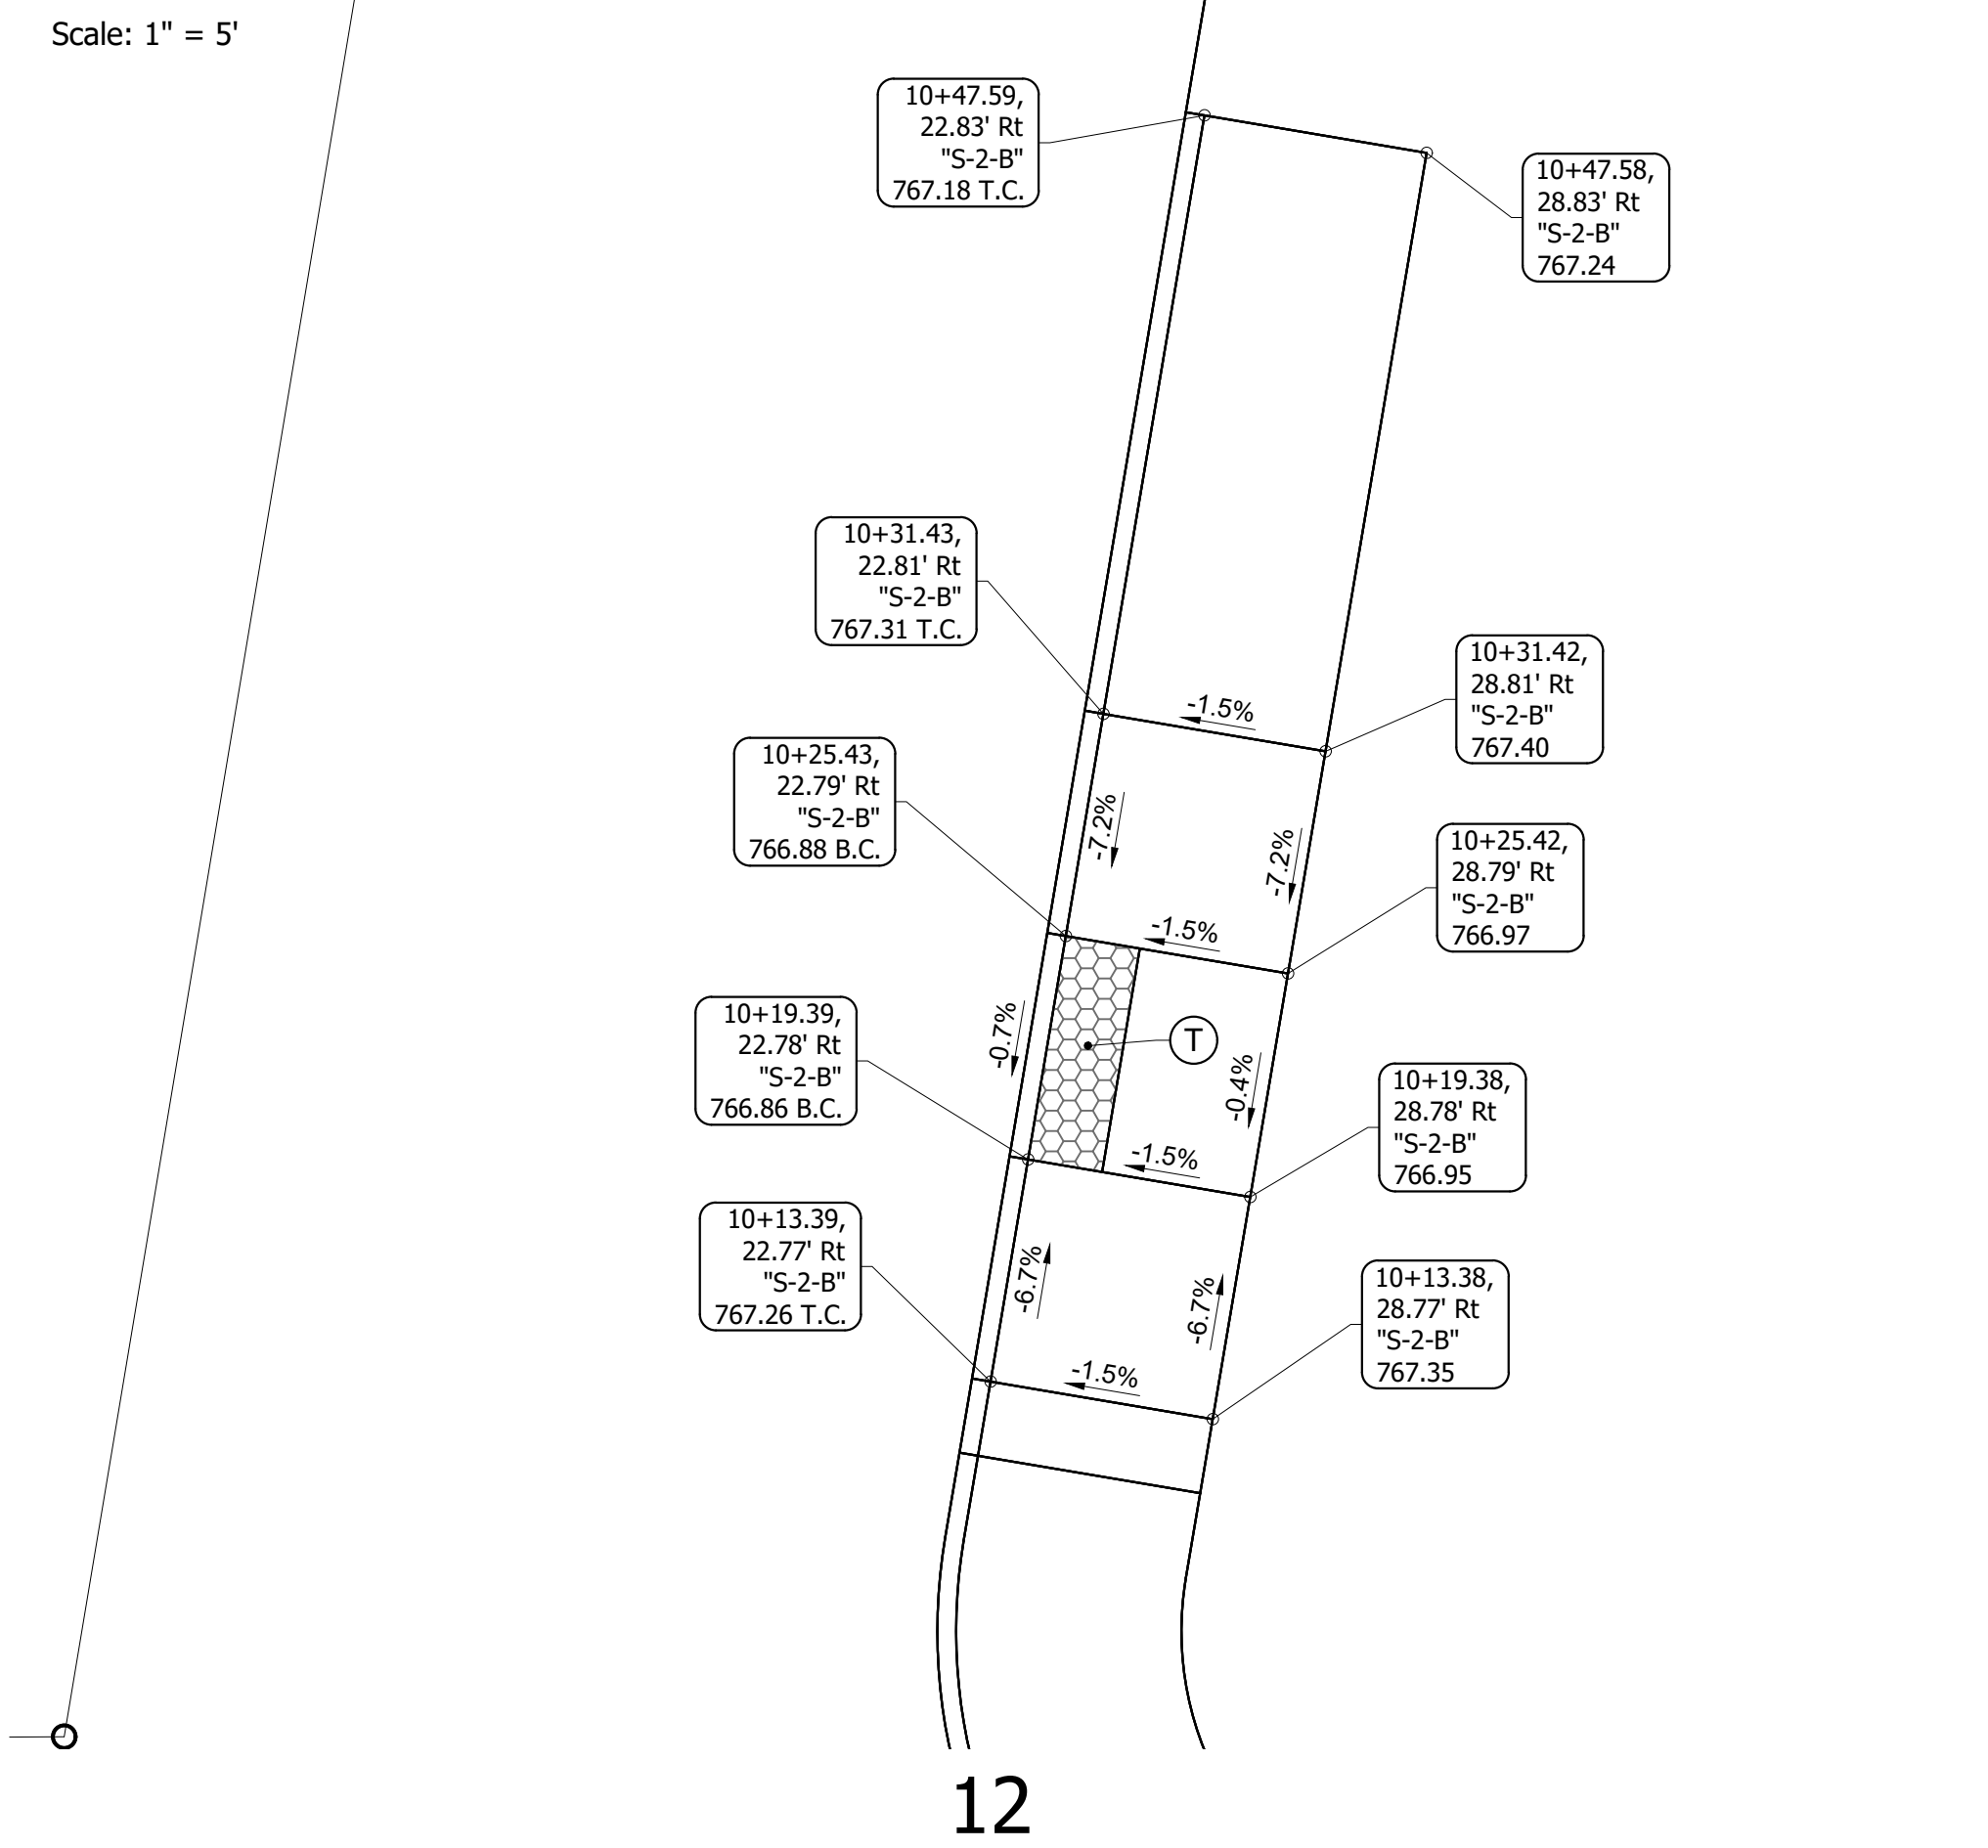 Scale: 1" = 5'
10+47.59,
22.83' Rt
"S-2-B"
767.18 T.C.
10+47.58,
28.83' Rt
"S-2-B"
767.24
10+31.43,
22.81' Rt
"S-2-B"
767.31 T.C.
10+31.42,
28.81' Rt
"S-2-B"
767.40
-1.5%
10+25.43,
22.79' Rt
"S-2-B"
766.88 B.C.
-7.2%
-7.2%
10+25.42,
28.79' Rt
"S-2-B"
766.97
-1.5%
10+19.39,
22.78' Rt
"S-2-B"
766.86 B.C.
-0.7%
T
-0.4%
10+19.38,
28.78' Rt
"S-2-B"
766.95
-1.5%
10+13.39,
22.77' Rt
"S-2-B"
767.26 T.C.
-6.7%
-6.7%
10+13.38,
28.77' Rt
"S-2-B"
767.35
-1.5%
12